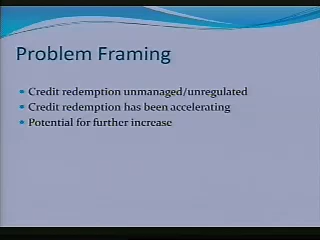 Problem Framing
Credit redemption unmanaged/unregulated
Credit redemption has been accelerating
Potential for further increase